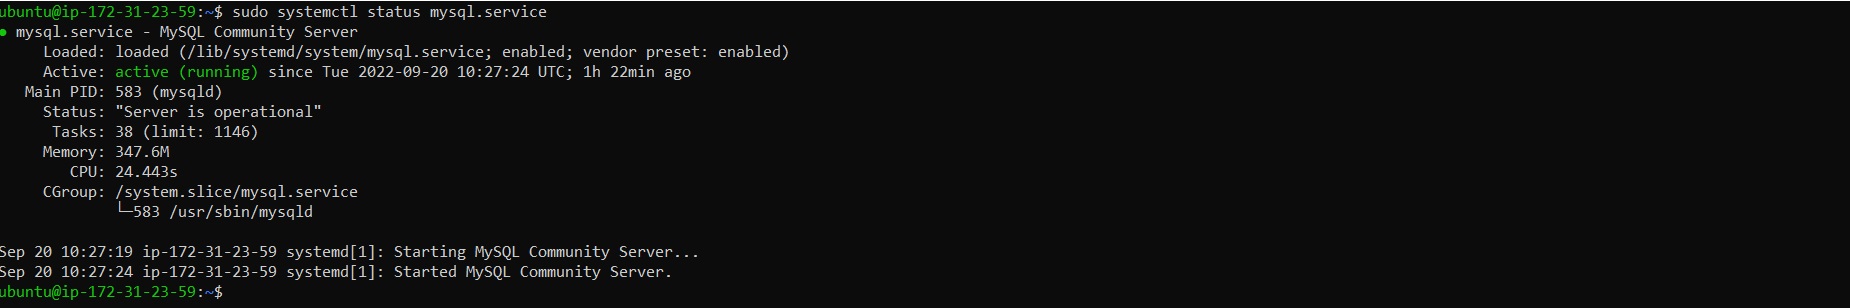 ubuntu@ip-172-31-23-59:~$ sudo systemctl status mysql.service
● mysql.service - MySQL Community Server
     Loaded: loaded (/lib/systemd/system/mysql.service; enabled; vendor preset: enabled)
     Active: active (running) since Tue 2022-09-20 10:27:24 UTC; 1h 22min ago
   Main PID: 583 (mysqld)
     Status: "Server is operational"
      Tasks: 38 (limit: 1146)
     Memory: 347.6M
        CPU: 24.443s
     CGroup: /system.slice/mysql.service
             └─583 /usr/sbin/mysqld

Sep 20 10:27:19 ip-172-31-23-59 systemd[1]: Starting MySQL Community Server...
Sep 20 10:27:24 ip-172-31-23-59 systemd[1]: Started MySQL Community Server.
ubuntu@ip-172-31-23-59:~$